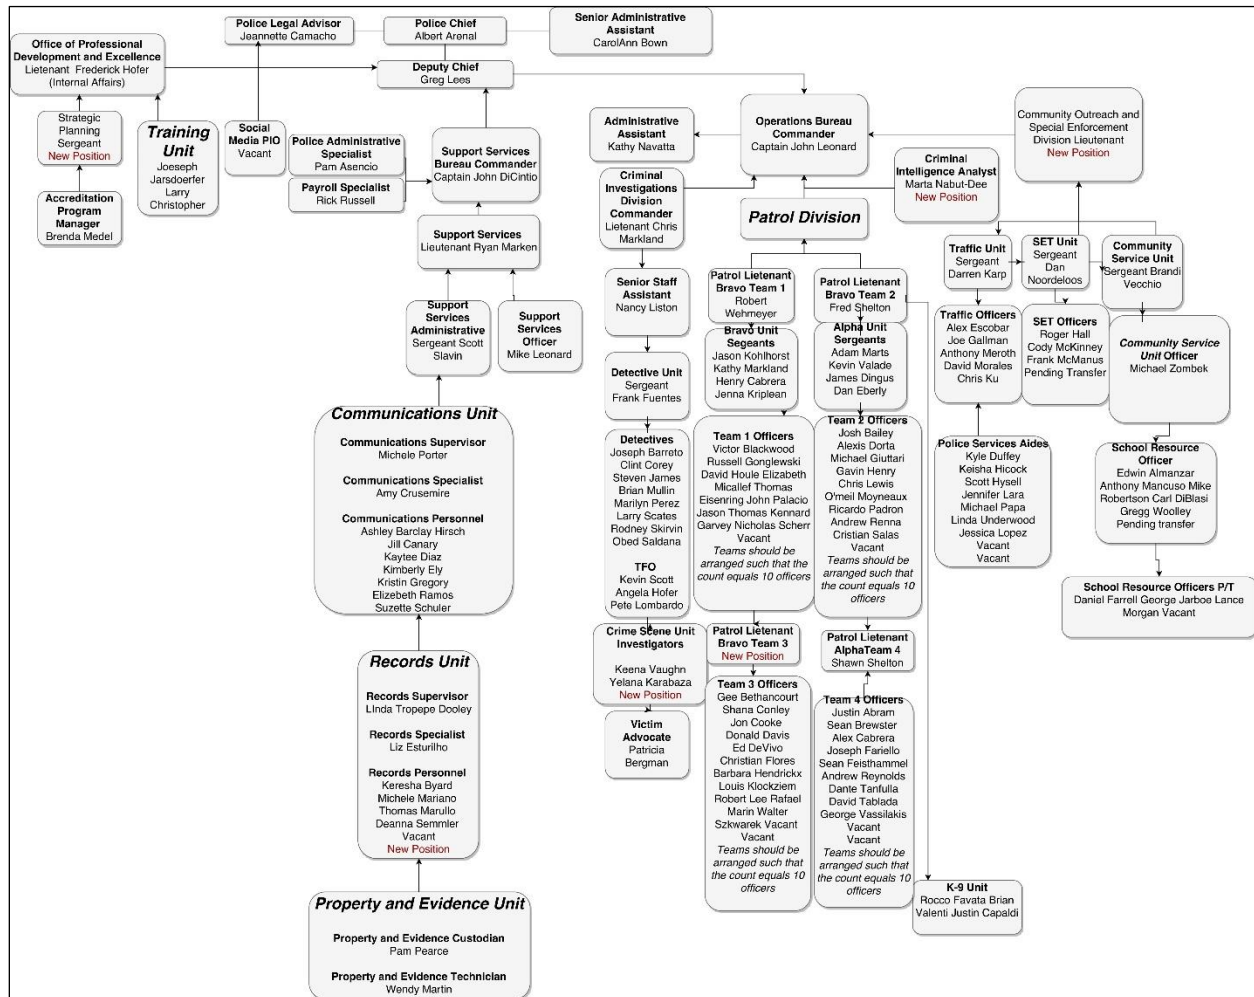 Police Legal Advisor
Jeannette Camacho
Police Chief
Albert Arenal
Senior Administrative
Assistant
CarolAnn Bown
Office of Professional
Development and Excellence
Lietenant Frederick Hofer
(Internal Affairs)
Deputy Chief
Greg Lees
Strategic
Planning
Sergeant
New Position
Training
Unit
Joeseph
Jarsdoerfer
Larry
Christopher
Social
Media PIO
Vacant
Police Administrative
Specialist
Pam Asencio
Payroll Specialist
Rick Russell
Support Services
Bureau Commander
Captain John DiCintio
Accreditation
Program
Manager
Brenda Medel
Support Services
Lieutenant Ryan Marken
Support
Services
Administrative
Sergeant Scott
Slavin
Support
Services
Officer
Mike Leonard
Communications Unit
Communications Supervisor
Michele Porter
Communications Specialist
Amy Crusemire
Communications Personnel
Ashley Barclay Hirsch
Jill Canary
Kaytee Diaz
Kimberly Ely
Kristin Gregory
Elizebeth Ramos
Suzette Schuler
Records Unit
Records Supervisor
LInda Tropepe Dooley
Records Specialist
Liz Esturilho
Records Personnel
Keresha Byard
Michele Mariano
Thomas Marullo
Deanna Semmler
Vacant
New Position
Property and Evidence Unit
Property and Evidence Custodian
Pam Pearce
Property and Evidence Technician
Wendy Martin
Administrative
Assistant
Kathy Navatta
Operations Bureau
Commander
Captain John Leonard
Community Outreach and
Special Enforcement
Division Lieutenant
New Position
Criminal
Intelligence Analyst
Marta Nabut-Dee
New Position
Criminal
Investigations
Division
Commander
Lietenant Chris
Markland
Patrol Division
Senior Staff
Assistant
Nancy Liston
Detective Unit
Sergeant
Frank Fuentes
Detectives
Joseph Barreto
Clint Corey
Steven James
Brian Mullin
Marilyn Perez
Larry Scates
Rodney Skirvin
Obed Saldana
TFO
Kevin Scott
Angela Hofer
Pete Lombardo
Crime Scene Unit
Investigators
Keena Vaughn
Yelana Karabaza
New Position
Victim
Advocate
Patricia
Bergman
Patrol Lietenant
Bravo Team 1
Robert
Wehmeyer
Bravo Unit
Segeants
Jason Kohlhorst
Kathy Markland
Henry Cabrera
Jenna Kriplean
Team 1 Officers
Victor Blackwood
Russell Gonglewski
David Houle Elizabeth
Micallef Thomas
Eisenring John Palacio
Jason Thomas Kennard
Garvey Nicholas Scherr
Vacant
Teams should be
arranged such that
the count equals 10
officers
Patrol Lietenant
Bravo Team 3
New Position
Team 3 Officers
Gee Bethancourt
Shana Conley
Jon Cooke
Donald Davis
Ed DeVivo
Christian Flores
Barbara Hendrickx
Louis Klockziem
Robert Lee Rafael
Marin Walter
Szkwarek Vacant
Vacant
Teams should be
arranged such that
the count equals 10
officers
Patrol Lietenant
Bravo Team 2
Fred Shelton
Alpha Unit
Sergeants
Adam Marts
Kevin Valade
James Dingus
Dan Eberly
Team 2 Officers
Josh Bailey
Alexis Dorta
Michael Giuttari
Gavin Henry
Chris Lewis
O'meil Moyneaux
Ricardo Padron
Andrew Renna
Cristian Salas
Vacant
Teams should be
arranged such that
the count equals 10
officers
Patrol Lietenant
AlphaTeam 4
Shawn Shelton
Team 4 Officers
Justin Abram
Sean Brewster
Alex Cabrera
Joseph Fariello
Sean Feisthammel
Andrew Reynolds
Dante Tanfulla
David Tablada
George Vassilakis
Vacant
Vacant
Teams should be
arranged such that
the count equals 10
officers
K-9 Unit
Rocco Favata Brian
Valenti Justin Capaldi
Traffic Unit
Sergeant
Darren Karp
SET Unit
Sergeant
Dan
Noordeloos
Community
Service Unit
Sergeant Brandi
Vecchio
Traffic Officers
Alex Escobar
Joe Gallman
Anthony Meroth
David Morales
Chris Ku
SET Officers
Roger Hall
Cody McKinney
Frank McManus
Pending Transfer
Community Service
Unit Officer
Michael Zombek
Police Services Aides
Kyle Duffey
Keisha Hicock
Scott Hysell
Jennifer Lara
Michael Papa
Linda Underwood
Jessica Lopez
Vacant
Vacant
School Resource
Officer
Edwin Almanzar
Anthony Mancuso Mike
Robertson Carl DiBlasi
Gregg Woolley
Pending transfer
School Resource Officers P/T
Daniel Farrell George Jarboe Lance
Morgan Vacant